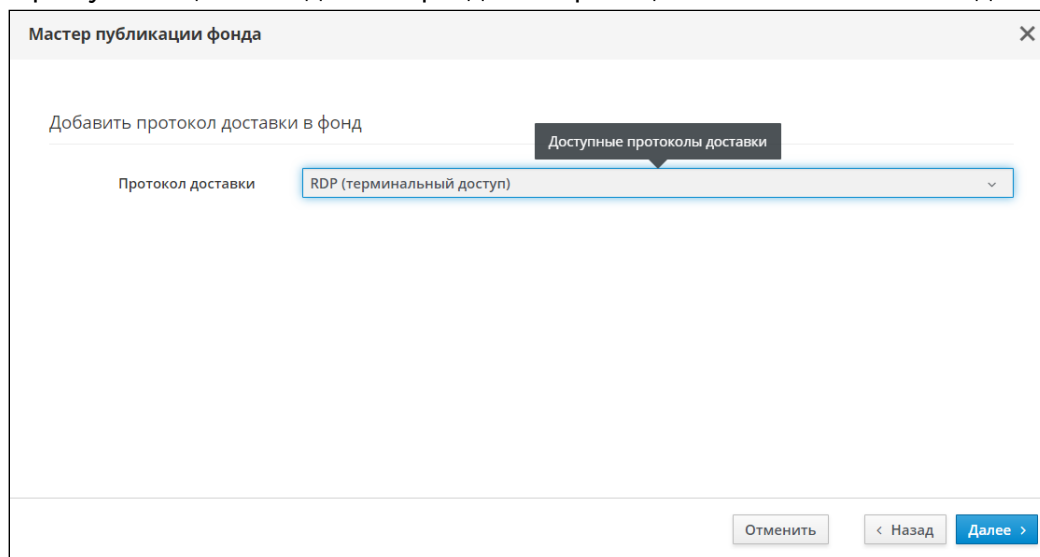 Мастер публикации фонда
Добавить протокол доставки в фонд
Доступные протоколы доставки
Протокол доставки
RDP (терминальный доступ)
Отменить
Назад
Далее